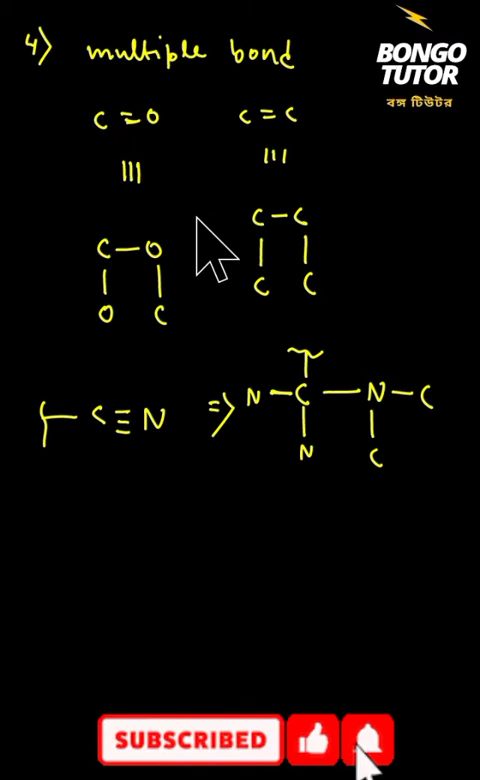 4) multiple bond
BONGO
TUTOR
বঙ্গ টিউটর
C=O C=C
||| |||
C—O C—C
| | | |
O C C C
—C≡N => N—C—N—C
| |
N C
SUBSCRIBED